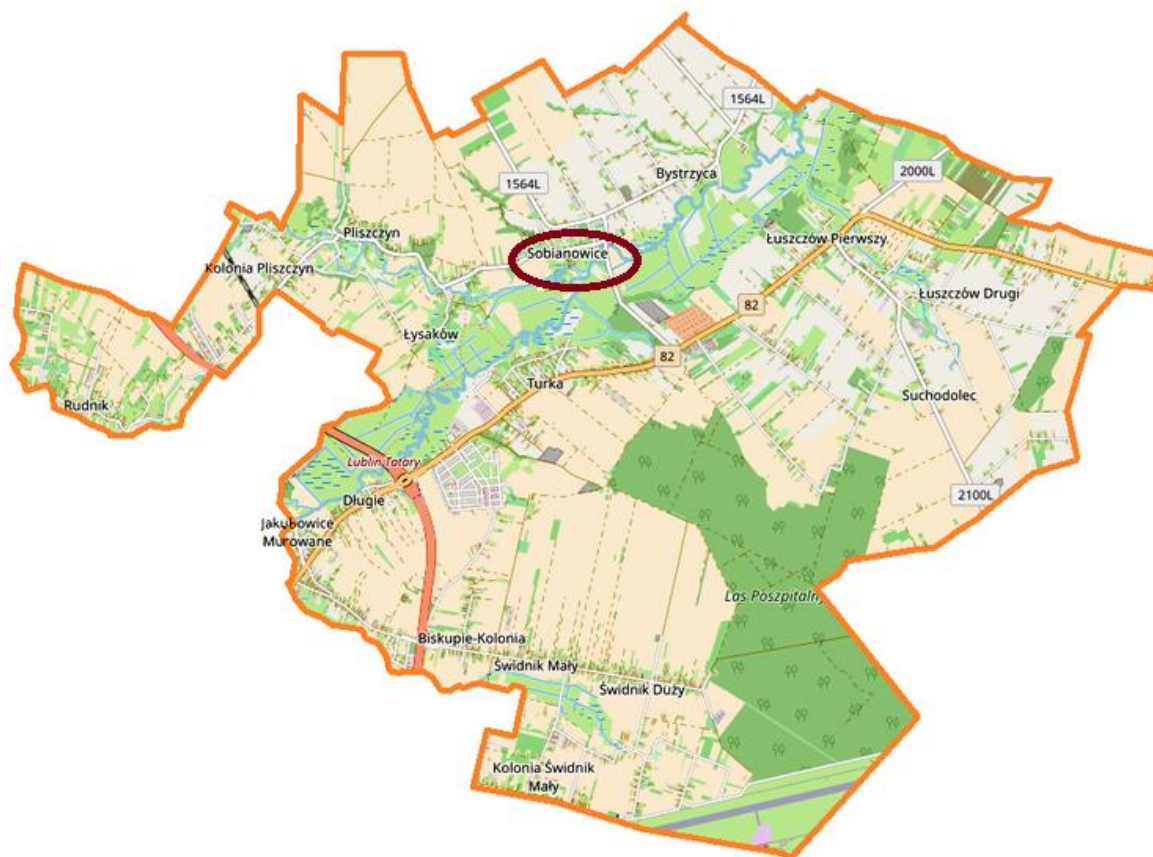 1564L
2000L
Bystrzyca
1564L
Pliszczyn
Łuszczów Pierwszy
Sobianowice
Kolonia Pliszczyn
Łuszczów Drugi
82
Łysaków
82
Turka
Suchodolec
Rudnik
Lublin Tatary
2100L
Długie
Jakubowice
Murowane
Las Poszpitalny
Biskupie-Kolonia
Świdnik Mały
Świdnik Duży
Kolonia Świdnik
Mały